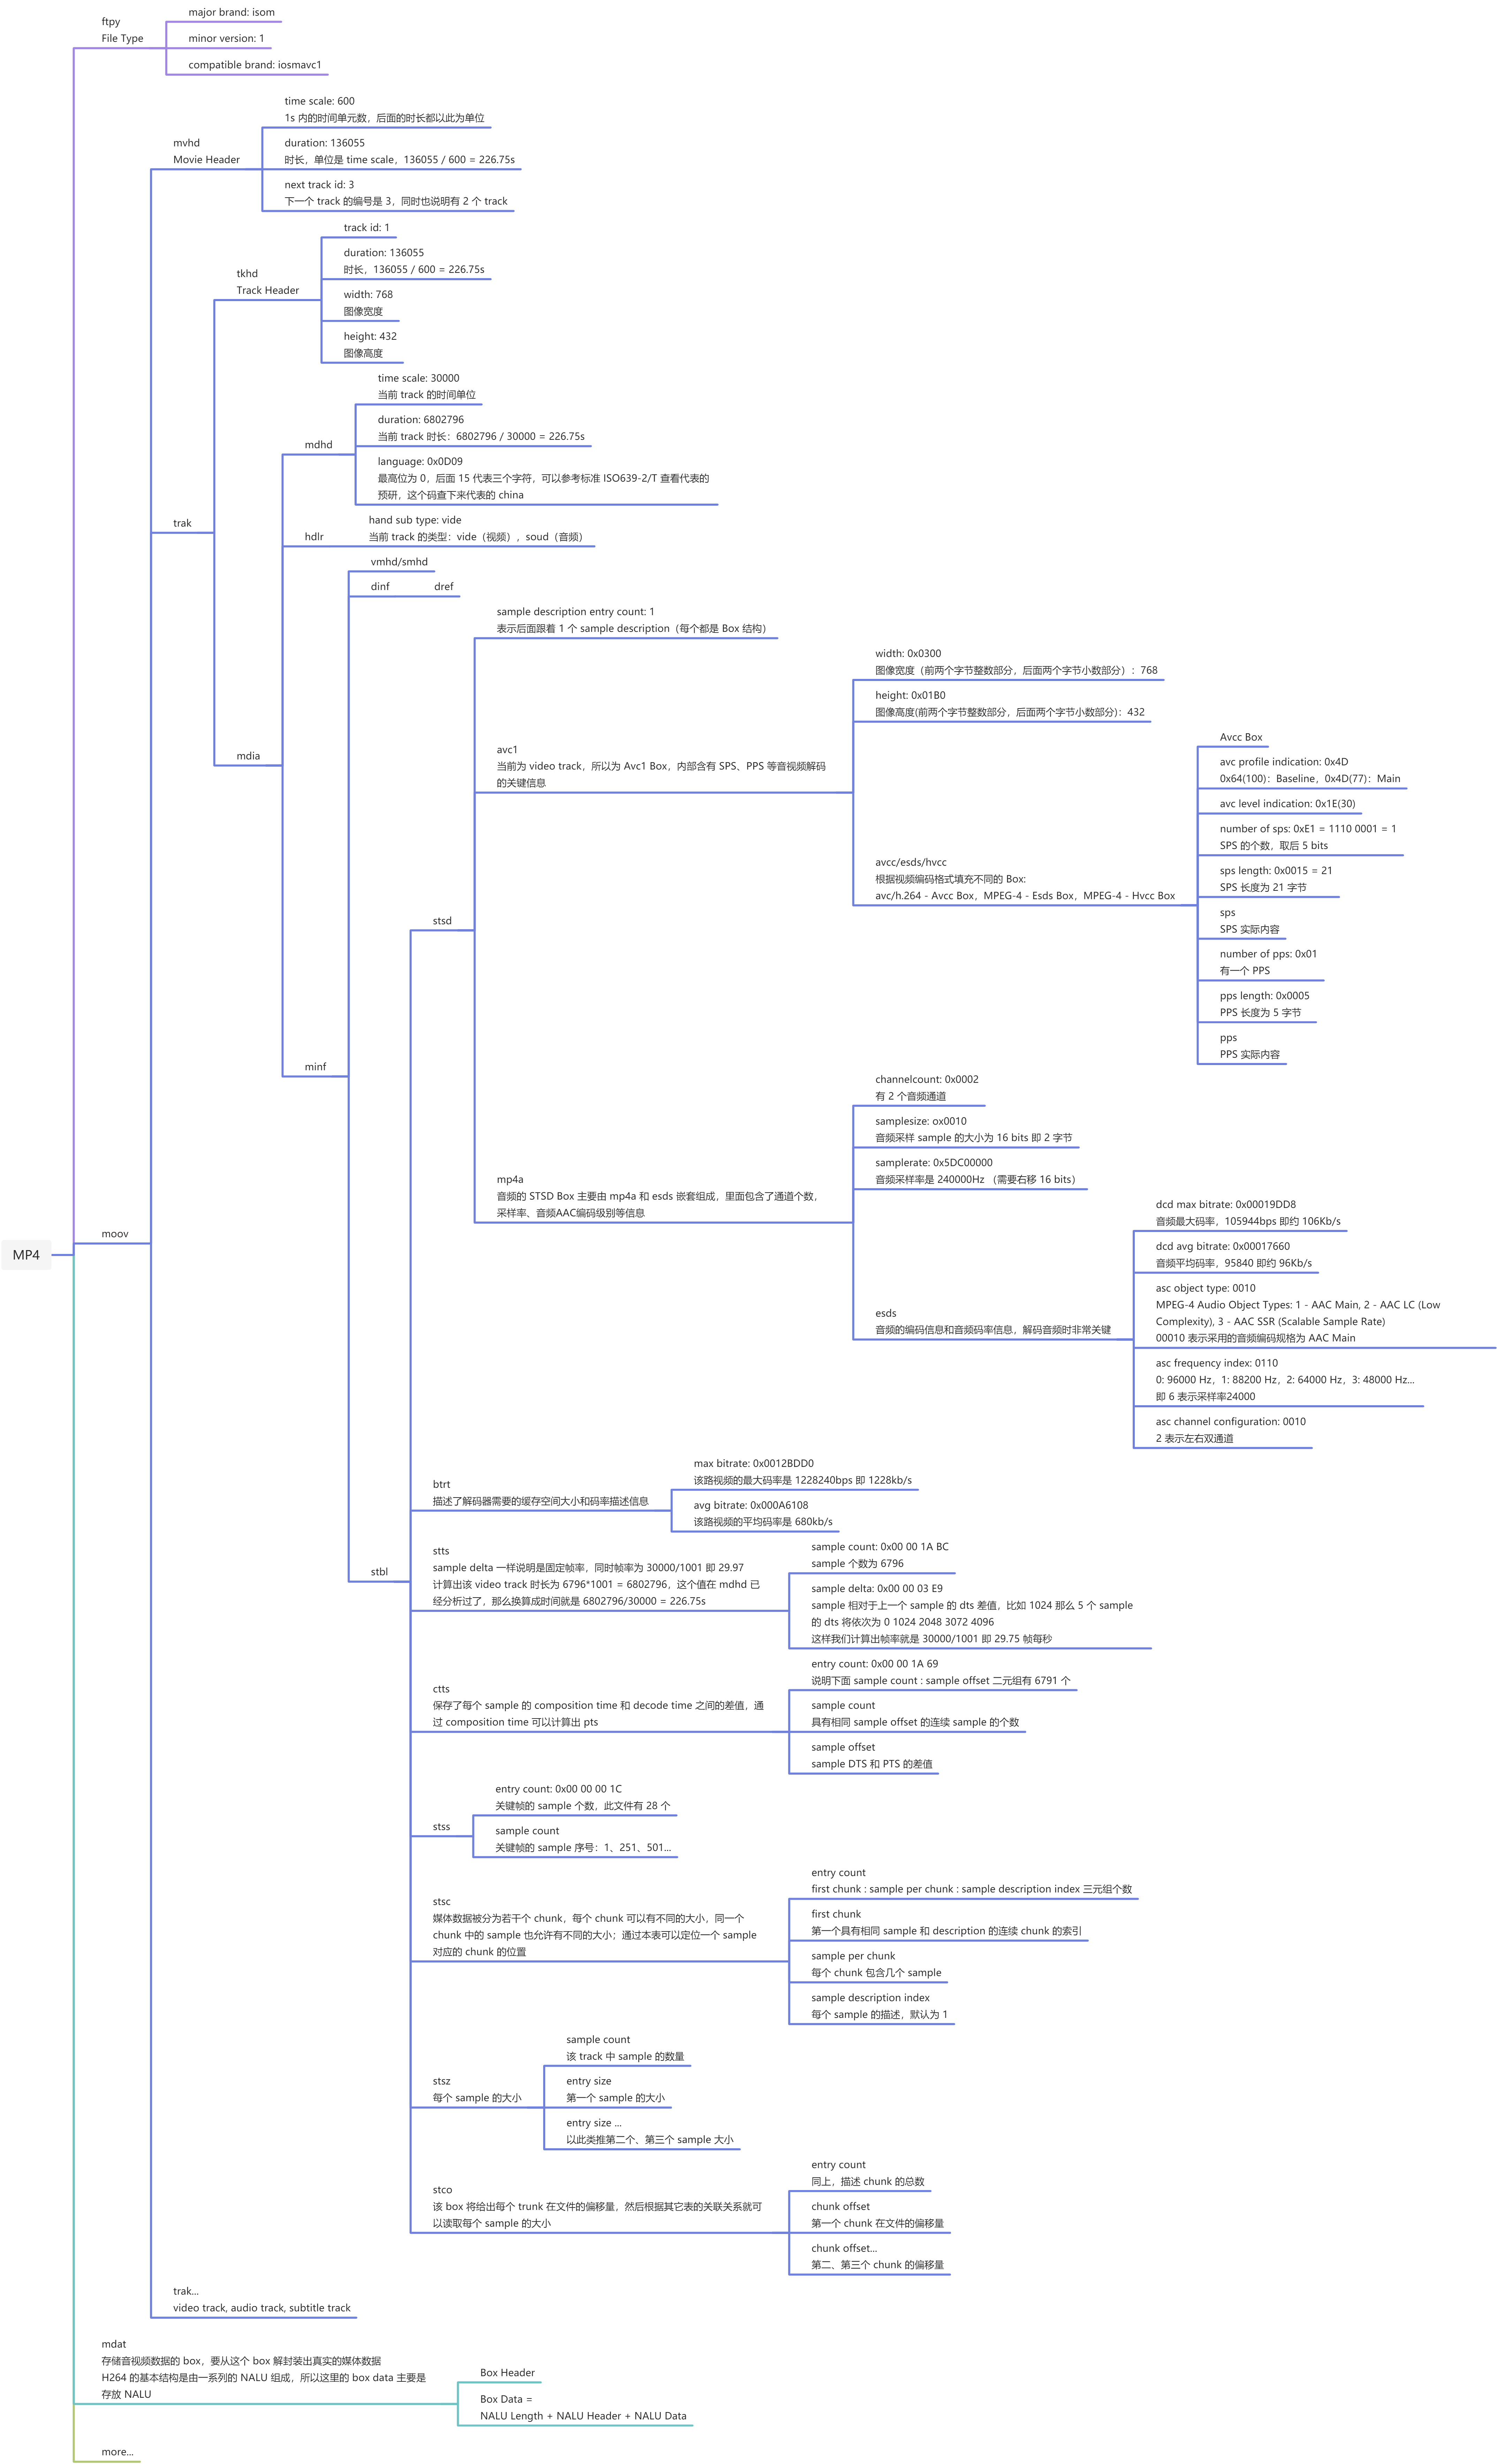 MP4
ftpy
File Type
major brand: isom
minor version: 1
compatible brand: iosmavc1
moov
mvhd
Movie Header
time scale: 600
1s 内的时间单元数，后面的时长都以此为单位
duration: 136055
时长，单位是 time scale，136055 / 600 = 226.75s
next track id: 3
下一个 track 的编号是 3，同时也说明有 2 个 track
trak
tkhd
Track Header
track id: 1
duration: 136055
时长，136055 / 600 = 226.75s
width: 768
图像宽度
height: 432
图像高度
mdia
mdhd
time scale: 30000
当前 track 的时间单位
duration: 6802796
当前 track 时长：6802796 / 30000 = 226.75s
language: 0x0D09
最高位为 0，后面 15 代表三个字符，可以参考标准 ISO639-2/T 查看代表的
预研，这个码查下来代表的 china
hdlr
hand sub type: vide
当前 track 的类型：vide（视频），soud（音频）
minf
vmhd/smhd
dinf
dref
stbl
stsd
sample description entry count: 1
表示后面跟着 1 个 sample description（每个都是 Box 结构）
avc1
当前为 video track，所以为 Avc1 Box，内部含有 SPS、PPS 等音视频解码
的关键信息
width: 0x0300
图像宽度（前两个字节整数部分，后面两个字节小数部分）：768
height: 0x01B0
图像高度(前两个字节整数部分，后面两个字节小数部分)：432
avcc/esds/hvcc
根据视频编码格式填充不同的 Box:
avc/h.264 - Avcc Box，MPEG-4 - Esds Box，MPEG-4 - Hvcc Box
Avcc Box
avc profile indication: 0x4D
0x64(100)：Baseline，0x4D(77)：Main
avc level indication: 0x1E(30)
number of sps: 0xE1 = 1110 0001 = 1
SPS 的个数，取后 5 bits
sps length: 0x0015 = 21
SPS 长度为 21 字节
sps
SPS 实际内容
number of pps: 0x01
有一个 PPS
pps length: 0x0005
PPS 长度为 5 字节
pps
PPS 实际内容
mp4a
音频的 STSD Box 主要由 mp4a 和 esds 嵌套组成，里面包含了通道个数，
采样率、音频AAC编码级别等信息
channelcount: 0x0002
有 2 个音频通道
samplesize: ox0010
音频采样 sample 的大小为 16 bits 即 2 字节
samplerate: 0x5DC00000
音频采样率是 240000Hz （需要右移 16 bits）
esds
音频的编码信息和音频码率信息，解码音频时非常关键
dcd max bitrate: 0x00019DD8
音频最大码率，105944bps 即约 106Kb/s
dcd avg bitrate: 0x00017660
音频平均码率，95840 即约 96Kb/s
asc object type: 0010
MPEG-4 Audio Object Types: 1 - AAC Main, 2 - AAC LC (Low
Complexity), 3 - AAC SSR (Scalable Sample Rate)
00010 表示采用的音频编码规格为 AAC Main
asc frequency index: 0110
0: 96000 Hz，1: 88200 Hz，2: 64000 Hz，3: 48000 Hz...
即 6 表示采样率24000
asc channel configuration: 0010
2 表示左右双通道
btrt
描述了解码器需要的缓存空间大小和码率描述信息
max bitrate: 0x0012BDD0
该路视频的最大码率是 1228240bps 即 1228kb/s
avg bitrate: 0x000A6108
该路视频的平均码率是 680kb/s
stts
sample delta 一样说明是固定帧率，同时帧率为 30000/1001 即 29.97
计算出该 video track 时长为 6796*1001 = 6802796，这个值在 mdhd 已
经分析过了，那么换算成时间就是 6802796/30000 = 226.75s
sample count: 0x00 00 1A BC
sample 个数为 6796
sample delta: 0x00 00 03 E9
sample 相对于上一个 sample 的 dts 差值，比如 1024 那么 5 个 sample
的 dts 将依次为 0 1024 2048 3072 4096
这样我们计算出帧率就是 30000/1001 即 29.75 帧每秒
ctts
保存了每个 sample 的 composition time 和 decode time 之间的差值，通
过 composition time 可以计算出 pts
entry count: 0x00 00 1A 69
说明下面 sample count : sample offset 二元组有 6791 个
sample count
具有相同 sample offset 的连续 sample 的个数
sample offset
sample DTS 和 PTS 的差值
stss
entry count: 0x00 00 00 1C
关键帧的 sample 个数，此文件有 28 个
sample count
关键帧的 sample 序号：1、251、501...
stsc
媒体数据被分为若干个 chunk，每个 chunk 可以有不同的大小，同一个
chunk 中的 sample 也允许有不同的大小；通过本表可以定位一个 sample
对应的 chunk 的位置
entry count
first chunk : sample per chunk : sample description index 三元组个数
first chunk
第一个具有相同 sample 和 description 的连续 chunk 的索引
sample per chunk
每个 chunk 包含几个 sample
sample description index
每个 sample 的描述，默认为 1
stsz
每个 sample 的大小
sample count
该 track 中 sample 的数量
entry size
第一个 sample 的大小
entry size ...
以此类推第二个、第三个 sample 大小
stco
该 box 将给出每个 trunk 在文件的偏移量，然后根据其它表的关联关系就可
以读取每个 sample 的大小
entry count
同上，描述 chunk 的总数
chunk offset
第一个 chunk 在文件的偏移量
chunk offset...
第二、第三个 chunk 的偏移量
trak...
video track, audio track, subtitle track
mdat
存储音视频数据的 box，要从这个 box 解封装出真实的媒体数据
H264 的基本结构是由一系列的 NALU 组成，所以这里的 box data 主要是
存放 NALU
Box Header
Box Data =
NALU Length + NALU Header + NALU Data
more...